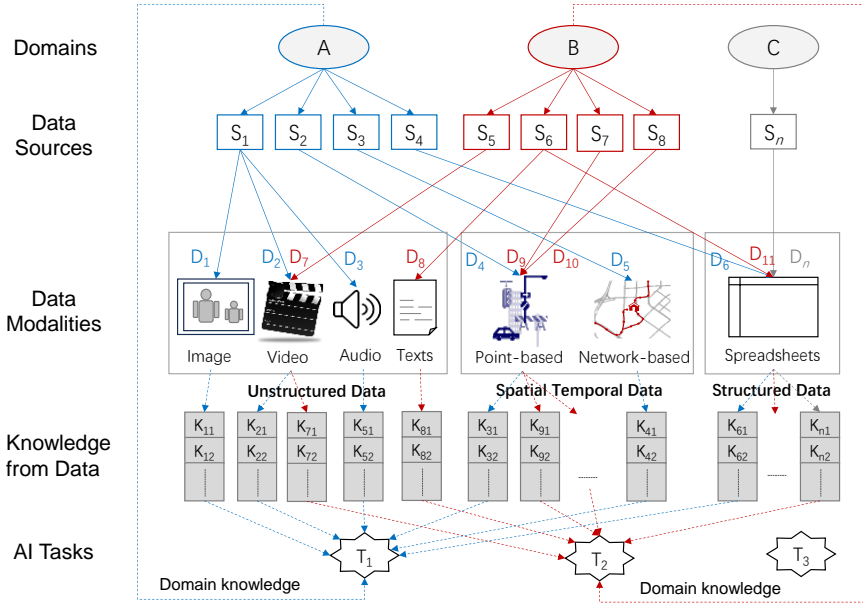 Domains
A
B
C
Data
Sources
S1
S2
S3
S4
S5
S6
S7
S8
Sn
D1
D2
D7
D3
D8
D4
D9
D10
D5
D6
D11
Dn
Data
Modalities
Image
Video
Audio
Texts
Point-based
Network-based
Spreadsheets
Unstructured Data
Spatial Temporal Data
Structured Data
Knowledge
from Data
K11
K21
K71
K51
K81
K31
K91
K41
K61
Kn1
K12
K22
K72
K52
K82
K32
K92
K42
K62
Kn2
AI Tasks
T1
T2
T3
Domain knowledge
Domain knowledge